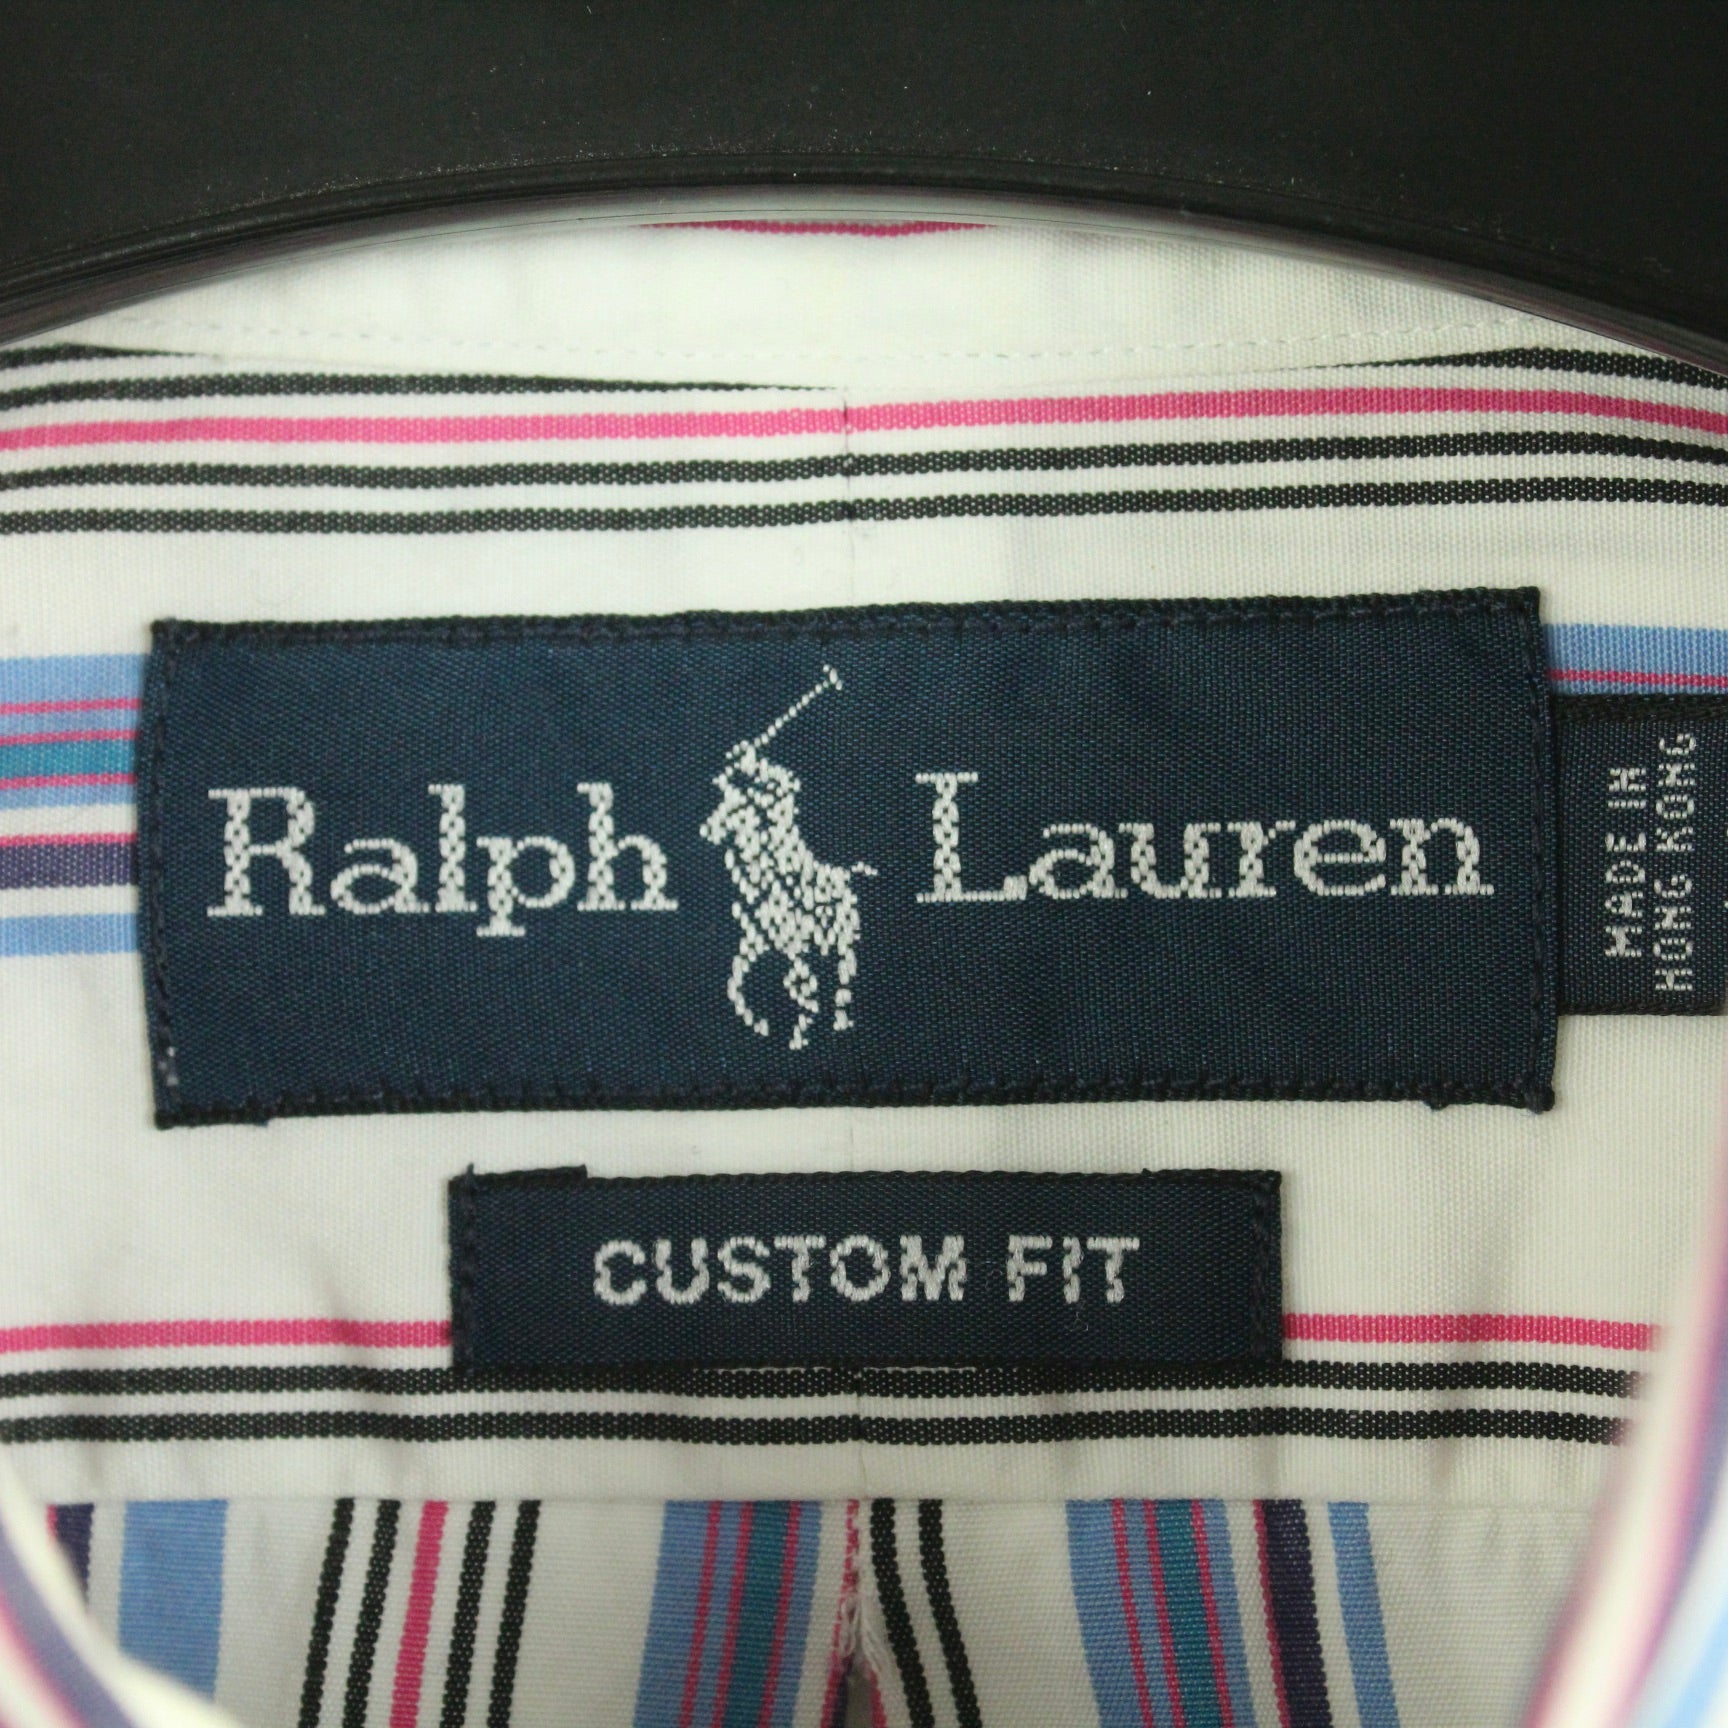 Ralph Lauren
MADE IN
HONG KONG
CUSTOM FIT